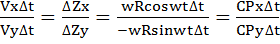 VxΔt/VyΔt = ΔZx/ΔZy = wRcoswtΔt/−wRsinwtΔt = CPxΔt/CPyΔt